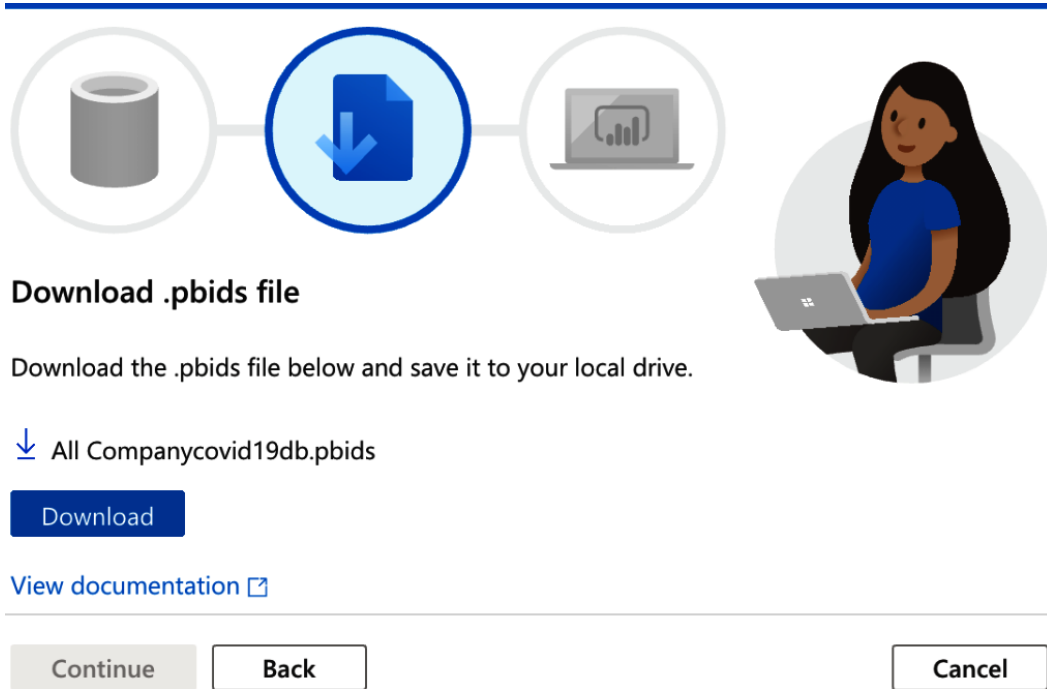 Download .pbids file
Download the .pbids file below and save it to your local drive.
All Companycovid19db.pbids
Download
View documentation
Continue
Back
Cancel